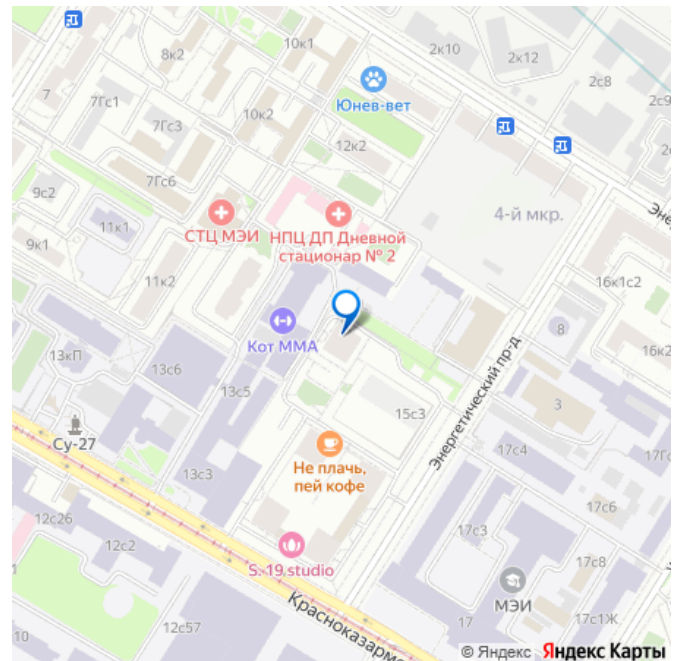 10к1
8к2
2к10
2к12
2с8
2с9
7
7Гс1
7Гс3
10к2
Юнев-вет
12к2
7Гс6
9с2
11к1
СТЦ МЭИ
НПЦ ДП Дневной
стационар № 2
4-й мкр.
9к1
11к2
16к1с2
Кот ММА
8
16к2
13кП
13с6
13с5
Энергетический пр-д
3
15с3
Су-27
Не плачь,
пей кофе
17с4
13с3
12с26
12с2
17с3
17с6
S. 19 studio
17с8
МЭИ
17
17с1Ж
Красноказарме
10
12с57
© Яндекс Яндекс Карты